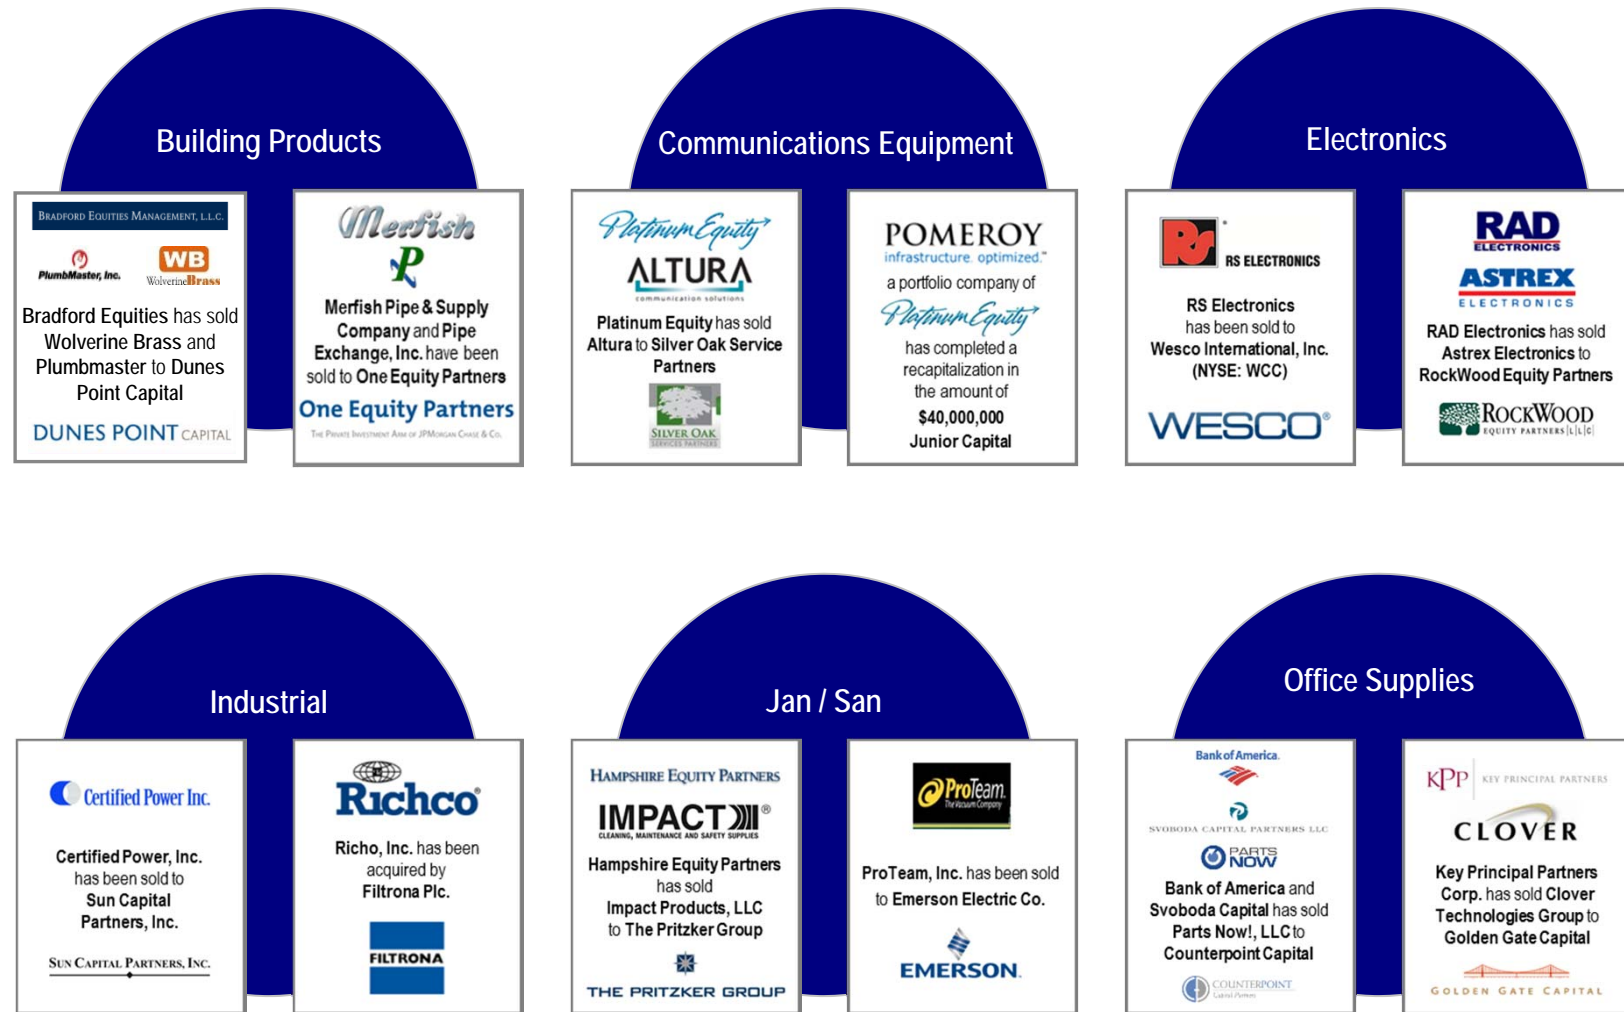 Building Products
BRADFORD EQUITIES MANAGEMENT, L.L.C.
PlumbMaster, Inc.
WB
WolverineBrass
Bradford Equities has sold
Wolverine Brass and
Plumbmaster to Dunes
Point Capital
DUNES POINT CAPITAL
Merfish
P
Merfish Pipe & Supply
Company and Pipe
Exchange, Inc. have been
sold to One Equity Partners
One Equity Partners
THE PRIVATE INVESTMENT ARM OF JPMORGAN CHASE & CO.
Communications Equipment
Platinum Equity
ALTURA
communication solutions
Platinum Equity has sold
Altura to Silver Oak Service
Partners
SILVER OAK
SERVICES PARTNERS
POMEROY
infrastructure. optimized.™
a portfolio company of
Platinum Equity
has completed a
recapitalization in
the amount of
$40,000,000
Junior Capital
Electronics
Rs
RS ELECTRONICS
RS Electronics
has been sold to
Wesco International, Inc.
(NYSE: WCC)
WESCO®
RAD
ELECTRONICS
ASTREX
ELECTRONICS
RAD Electronics has sold
Astrex Electronics to
RockWood Equity Partners
ROCKWOOD
EQUITY PARTNERS|L|L|C|
Industrial
Certified Power Inc.
Certified Power, Inc.
has been sold to
Sun Capital
Partners, Inc.
SUN CAPITAL PARTNERS, INC.
Richco®
Richo, Inc. has been
acquired by
Filtrona Plc.
FILTRONA
Jan / San
HAMPSHIRE EQUITY PARTNERS
IMPACT®
CLEANING, MAINTENANCE AND SAFETY SUPPLIES
Hampshire Equity Partners
has sold
Impact Products, LLC
to The Pritzker Group
THE PRITZKER GROUP
ProTeam.
The Vacuum Company
ProTeam, Inc. has been sold
to Emerson Electric Co.
EMERSON.
Office Supplies
Bank of America.
SVOBODA CAPITAL PARTNERS LLC
PARTS
NOW
Bank of America and
Svoboda Capital has sold
Parts Now!, LLC to
Counterpoint Capital
COUNTERPOINT
Capital Partners
KPP KEY PRINCIPAL PARTNERS
CLOVER
Key Principal Partners
Corp. has sold Clover
Technologies Group to
Golden Gate Capital
GOLDEN GATE CAPITAL